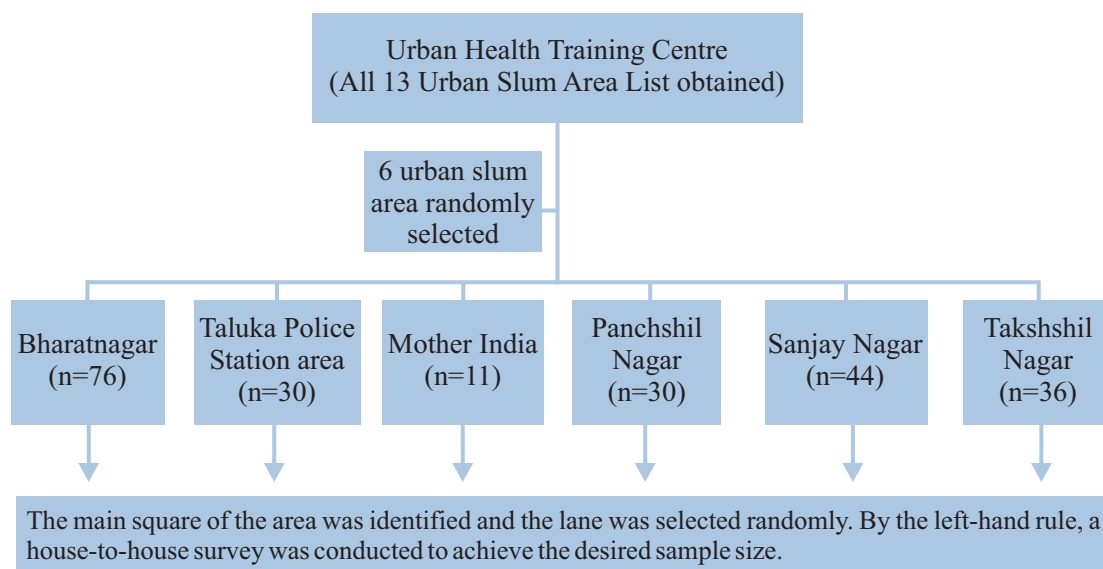 Urban Health Training Centre
(All 13 Urban Slum Area List obtained)
6 urban slum
area randomly
selected
Bharatnagar
(n=76)
Taluka Police
Station area
(n=30)
Mother India
(n=11)
Panchshil
Nagar
(n=30)
Sanjay Nagar
(n=44)
Takshshil
Nagar
(n=36)
The main square of the area was identified and the lane was selected randomly. By the left-hand rule, a
house-to-house survey was conducted to achieve the desired sample size.